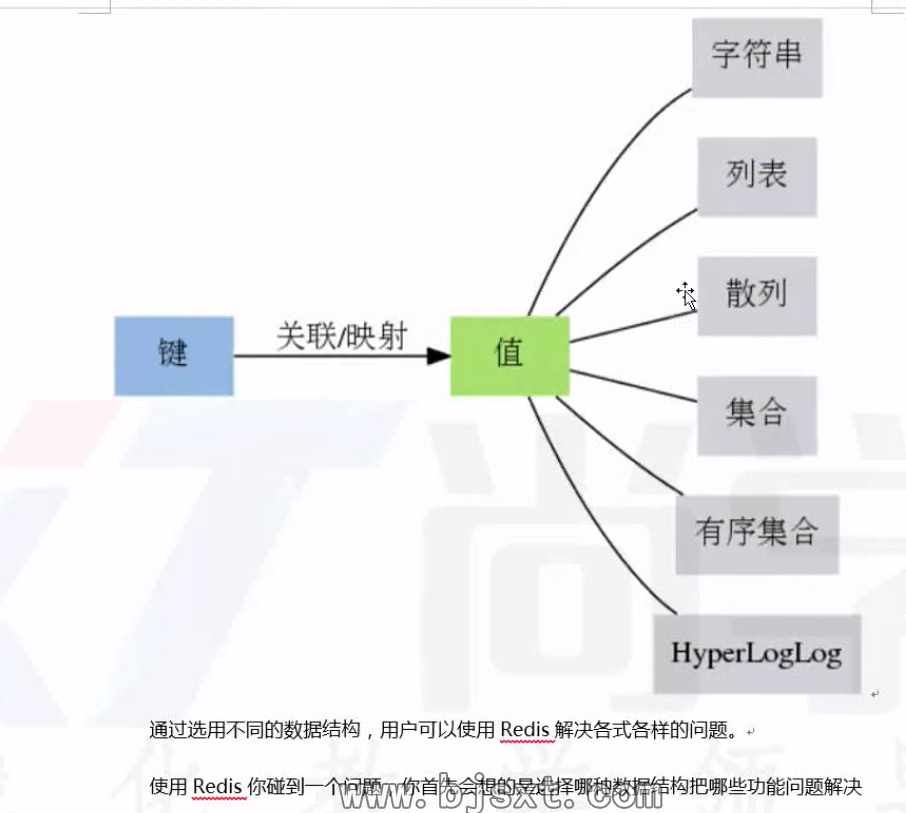 字符串
列表
散列
键
关联/映射
值
集合
有序集合
HyperLogLog
通过选用不同的数据结构，用户可以使用 Redis 解决各式各样的问题。
使用 Redis 你碰到一个问题，你首先会想的是选择哪种数据结构把哪些功能问题解决
www.bjsxt.com